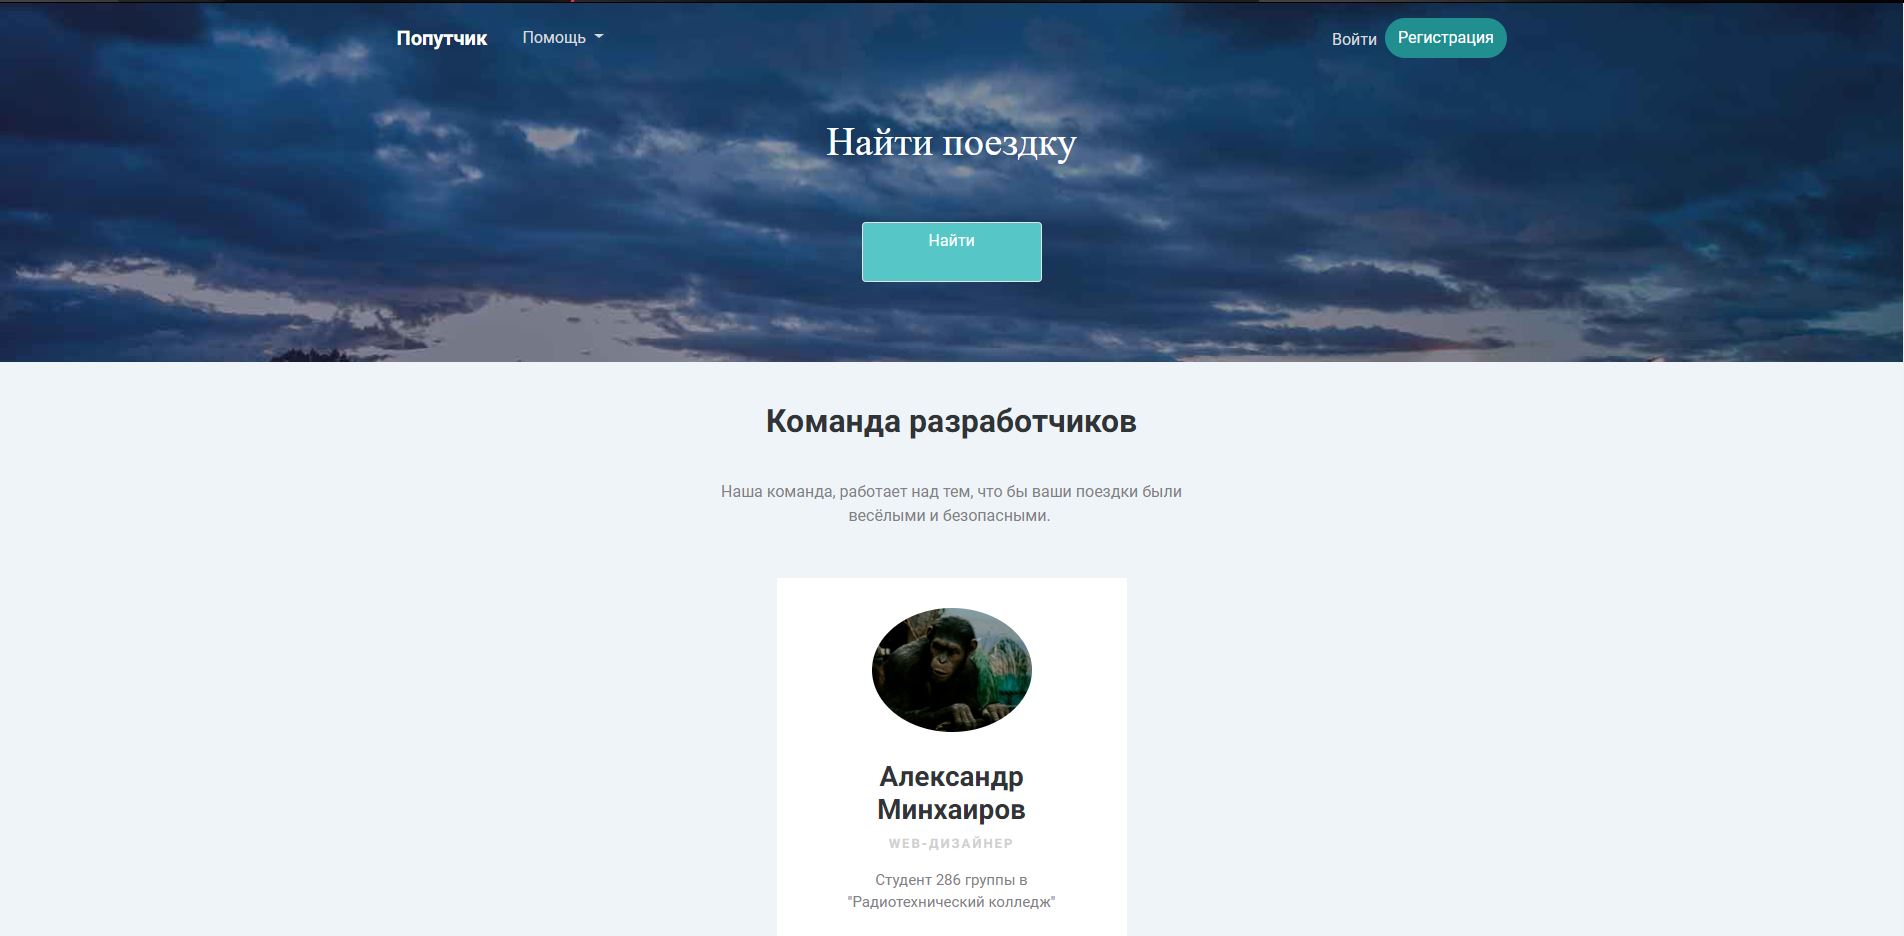 Попутчик Помощь Войти Регистрация
Найти поездку
Найти
Команда разработчиков
Наша команда, работает над тем, что бы ваши поездки были
весёлыми и безопасными.
Александр
Минхаиров
WEB-ДИЗАЙНЕР
Студент 286 группы в
"Радиотехнический колледж"